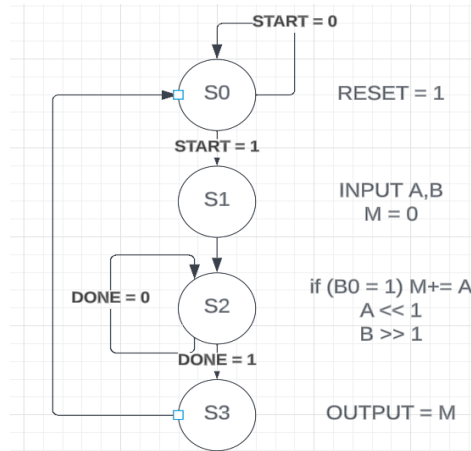 START = 0
S0
RESET = 1
START = 1
S1
INPUT A,B
M = 0
DONE = 0
S2
if (B0 = 1) M+= A
A << 1
B >> 1
DONE = 1
S3
OUTPUT = M